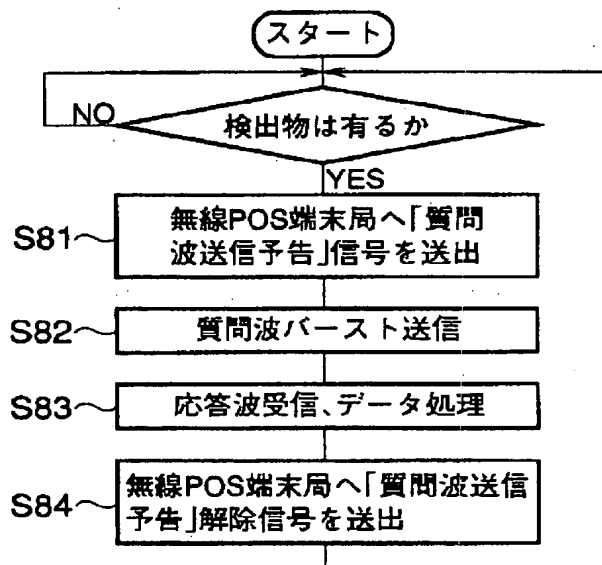 スタート
検出物は有るか
NO
YES
S81
無線POS端末局へ「質問
波送信予告」信号を送出
S82
質問波バースト送信
S83
応答波受信、データ処理
S84
無線POS端末局へ「質問波送信
予告」解除信号を送出